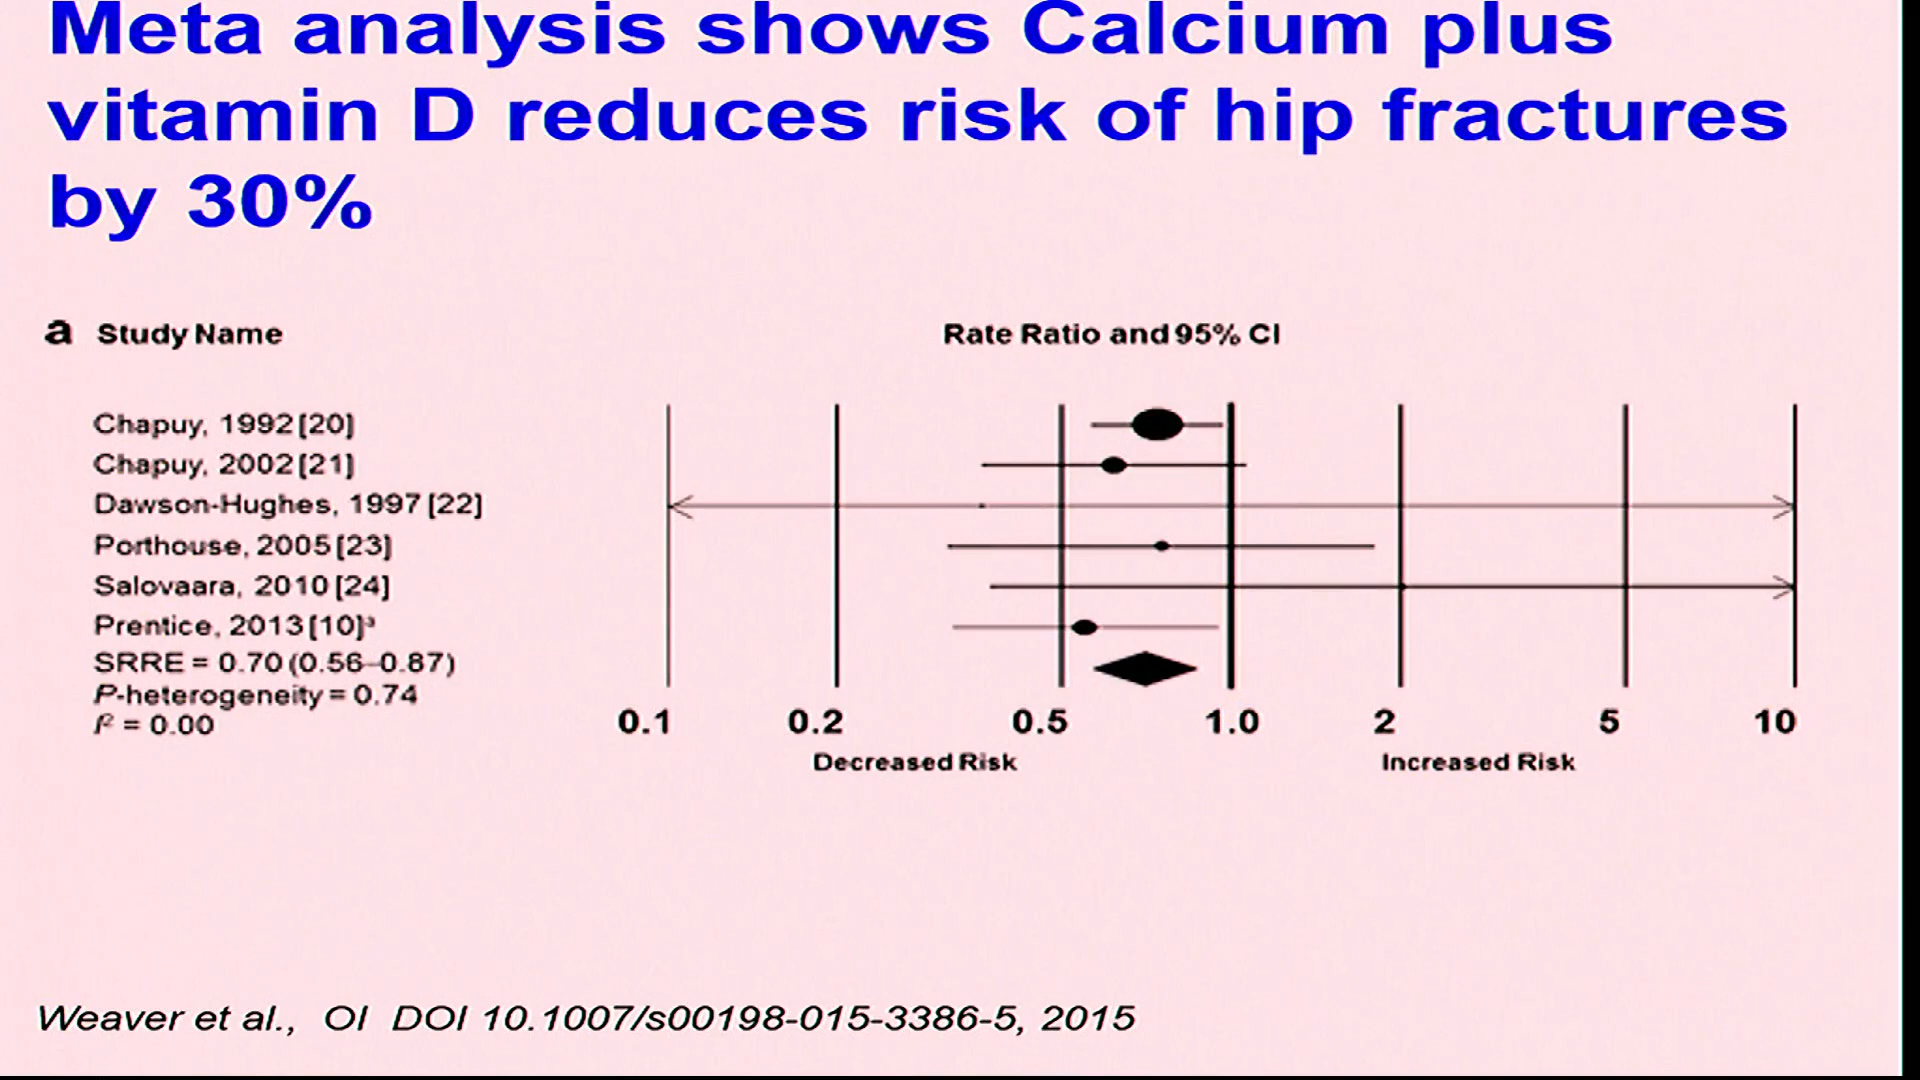 Meta analysis shows Calcium plus
vitamin D reduces risk of hip fractures
by 30%
a Study Name Rate Ratio and 95% CI
Chapuy, 1992 [20]
Chapuy, 2002 [21]
Dawson-Hughes, 1997 [22]
Porthouse, 2005 [23]
Salovaara, 2010 [24]
Prentice, 2013 [10]ᵃ
SRRE = 0.70 (0.56–0.87)
P-heterogeneity = 0.74
I² = 0.00
0.1 0.2 0.5 1.0 2 5 10
Decreased Risk Increased Risk
Weaver et al., OI DOI 10.1007/s00198-015-3386-5, 2015